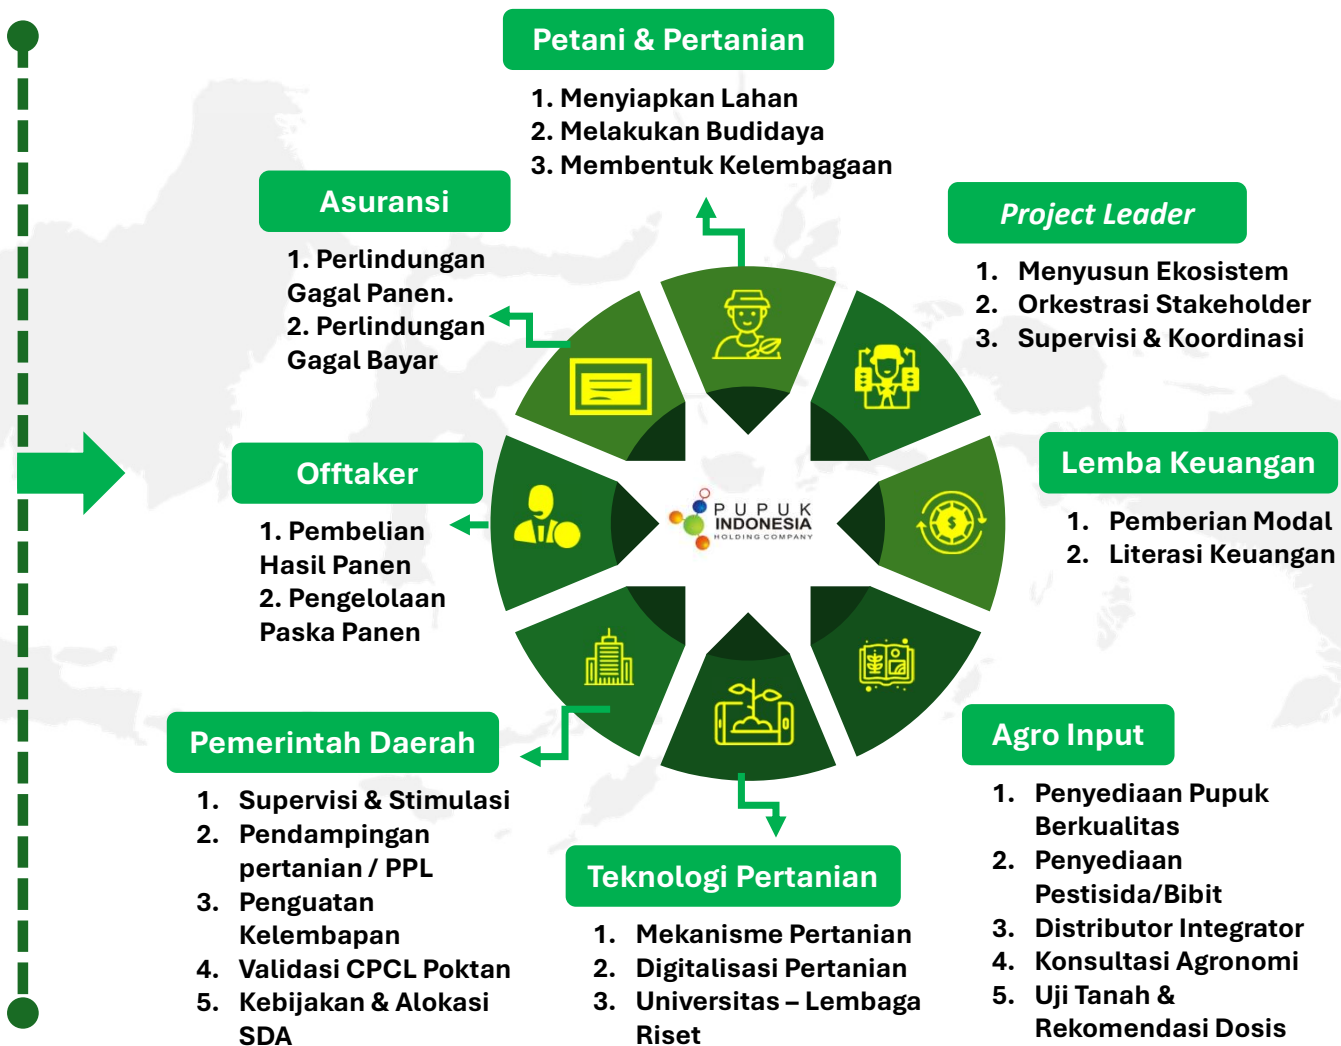 Petani & Pertanian
1. Menyiapkan Lahan
2. Melakukan Budidaya
3. Membentuk Kelembagaan
Asuransi
1. Perlindungan
Gagal Panen.
2. Perlindungan
Gagal Bayar
Project Leader
1. Menyusun Ekosistem
2. Orkestrasi Stakeholder
3. Supervisi & Koordinasi
Offtaker
1. Pembelian
Hasil Panen
2. Pengelolaan
Paska Panen
PUPUK
INDONESIA
HOLDING COMPANY
Lemba Keuangan
1. Pemberian Modal
2. Literasi Keuangan
Pemerintah Daerah
1. Supervisi & Stimulasi
2. Pendampingan
pertanian / PPL
3. Penguatan
Kelembapan
4. Validasi CPCL Poktan
5. Kebijakan & Alokasi
SDA
Teknologi Pertanian
1. Mekanisme Pertanian
2. Digitalisasi Pertanian
3. Universitas – Lembaga
Riset
Agro Input
1. Penyediaan Pupuk
Berkualitas
2. Penyediaan
Pestisida/Bibit
3. Distributor Integrator
4. Konsultasi Agronomi
5. Uji Tanah &
Rekomendasi Dosis